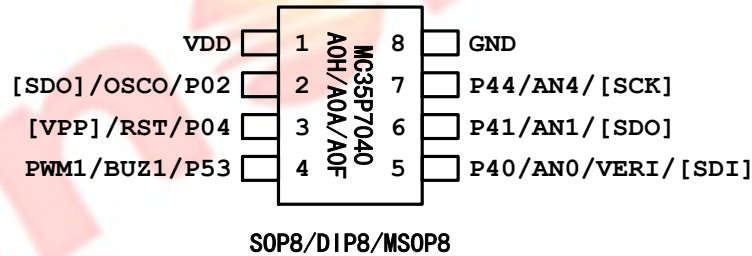 VDD 1 8 GND
[SDO]/OSCO/P02 2 7 P44/AN4/[SCK]
[VPP]/RST/P04 3 6 P41/AN1/[SDO]
PWM1/BUZ1/P53 4 5 P40/AN0/VERI/[SDI]
MC35P7040
A0H/A0A/A0F
SOP8/DIP8/MSOP8